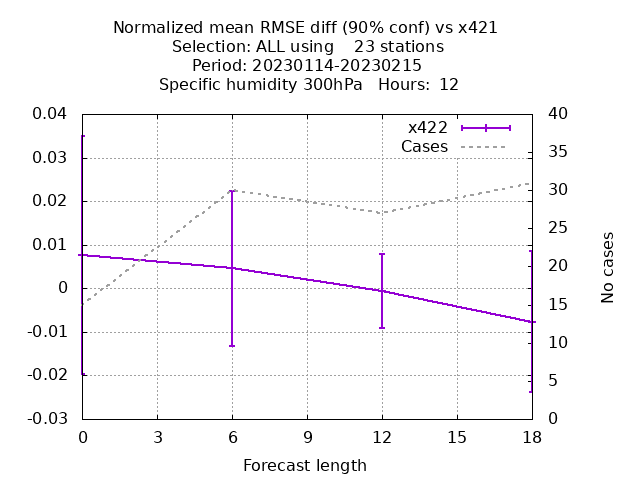 Normalized mean RMSE diff (90% conf) vs x421
Selection: ALL using    23 stations
Period: 20230114-20230215
Specific humidity 300hPa   Hours:  12
x422
Cases
0.04
0.03
0.02
0.01
0
-0.01
-0.02
-0.03
40
35
30
25
20
15
10
5
0
No cases
0 3 6 9 12 15 18
Forecast length